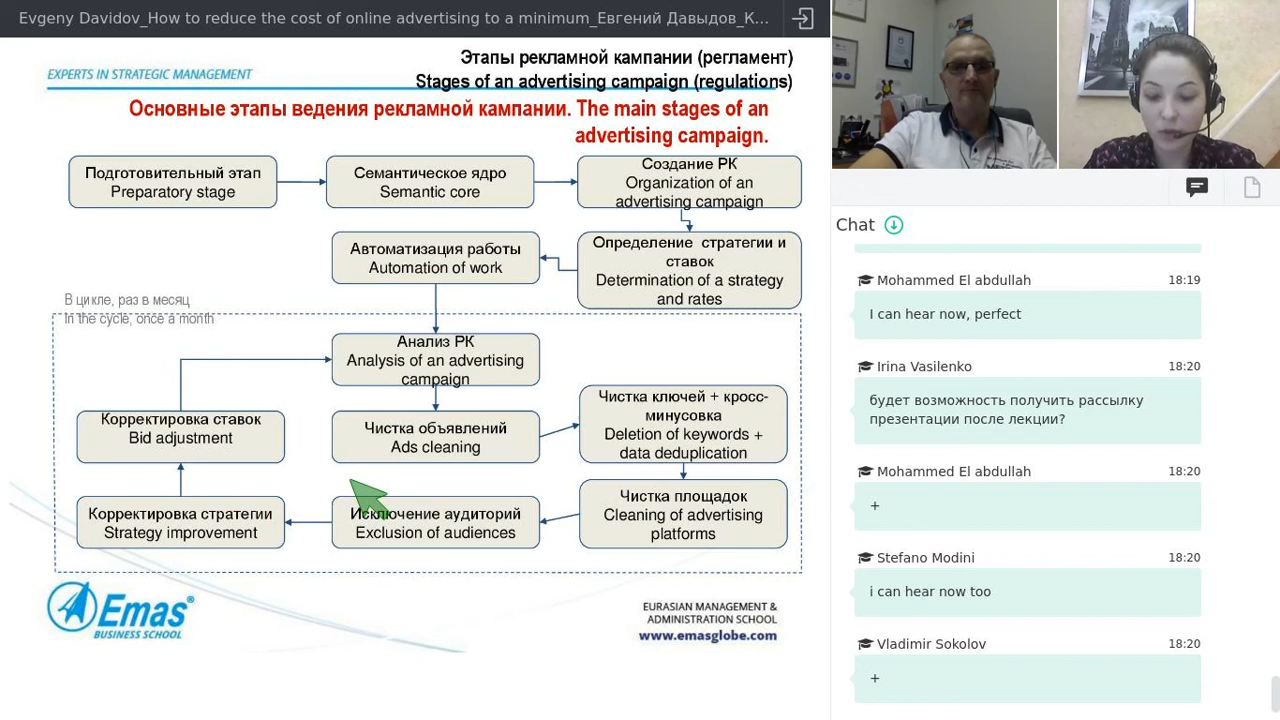 Evgeny Davidov_How to reduce the cost of online advertising to a minimum_Евгений Давыдов_К...
EXPERTS IN STRATEGIC MANAGEMENT
Этапы рекламной кампании (регламент)
Stages of an advertising campaign (regulations)
Основные этапы ведения рекламной кампании. The main stages of an
advertising campaign.
Подготовительный этап
Preparatory stage
Семантическое ядро
Semantic core
Создание РК
Organization of an
advertising campaign
Автоматизация работы
Automation of work
Определение стратегии и
ставок
Determination of a strategy
and rates
В цикле, раз в месяц
In the cycle, once a month
Анализ РК
Analysis of an advertising
campaign
Корректировка ставок
Bid adjustment
Чистка объявлений
Ads cleaning
Чистка ключей + кросс-
минусовка
Deletion of keywords +
data deduplication
Корректировка стратегии
Strategy improvement
Исключение аудиторий
Exclusion of audiences
Чистка площадок
Cleaning of advertising
platforms
Emas®
BUSINESS SCHOOL
EURASIAN MANAGEMENT &
ADMINISTRATION SCHOOL
www.emasglobe.com
Chat
Mohammed El abdullah 18:19
I can hear now, perfect
Irina Vasilenko 18:20
будет возможность получить рассылку
презентации после лекции?
Mohammed El abdullah 18:20
+
Stefano Modini 18:20
i can hear now too
Vladimir Sokolov 18:20
+